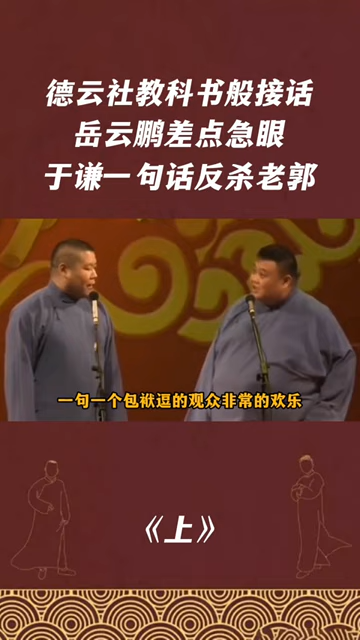 德云社教科书般接话
岳云鹏差点急眼
于谦一句话反杀老郭
一句一个包袱逗的观众非常的欢乐
《上》